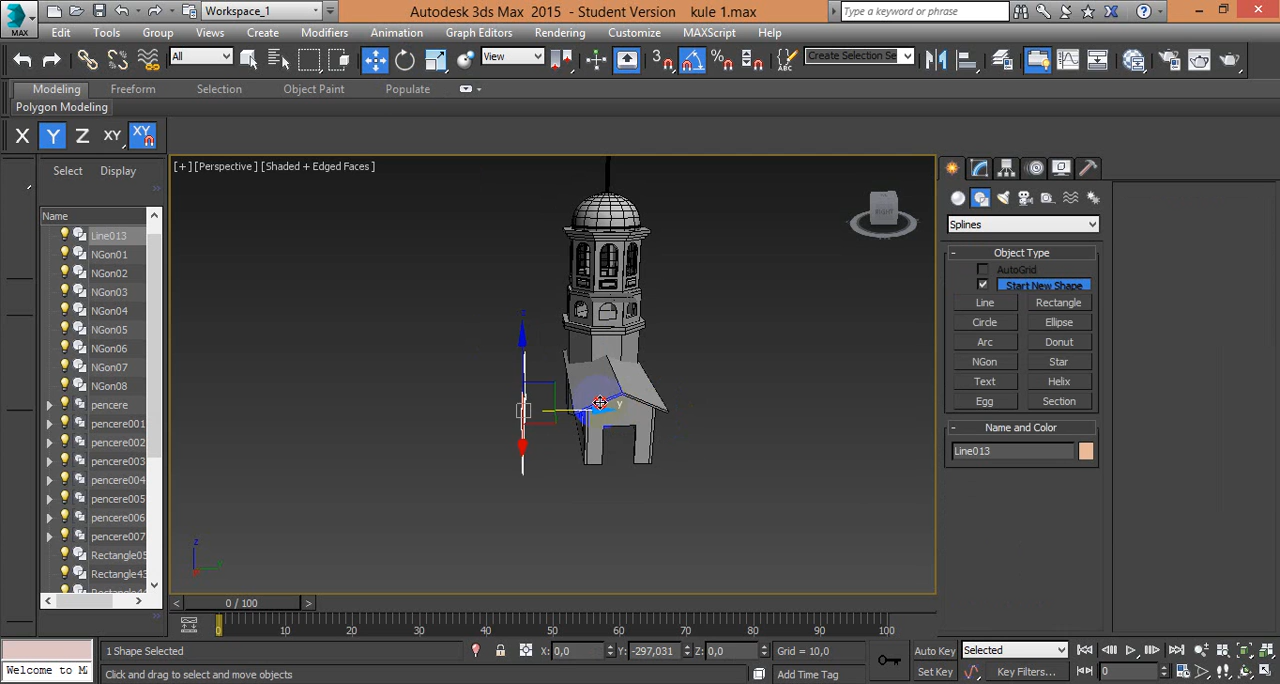 Workspace_1 Autodesk 3ds Max 2015 - Student Version kule 1.max Type a keyword or phrase
MAX Edit Tools Group Views Create Modifiers Animation Graph Editors Rendering Customize MAXScript Help
All View 3 Create Selection Se
Modeling Freeform Selection Object Paint Populate
Polygon Modeling
X Y Z XY XY
[+] [Perspective] [Shaded + Edged Faces]
Select Display
Name
Line013
NGon01
NGon02
NGon03
NGon04
NGon05
NGon06
NGon07
NGon08
pencere
pencere001
pencere002
pencere003
pencere004
pencere005
pencere006
pencere007
Rectangle05
Rectangle43
z
y
z
Splines
- Object Type
AutoGrid
Start New Shape
Line Rectangle
Circle Ellipse
Arc Donut
NGon Star
Text Helix
Egg Section
- Name and Color
Line013
< 0 / 100 >
0 10 20 30 40 50 60 70 80 90 100
1 Shape Selected X: 0,0 Y: -297,031 Z: 0,0 Grid = 10,0 Auto Key Selected
Welcome to M Click and drag to select and move objects Add Time Tag Set Key Key Filters... 0